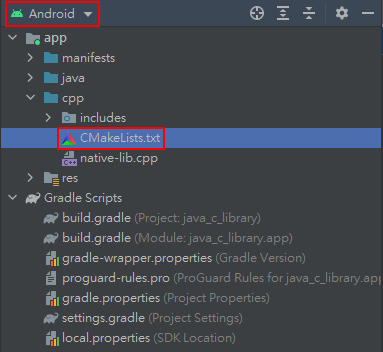 Android
app
manifests
java
cpp
includes
CMakeLists.txt
native-lib.cpp
res
Gradle Scripts
build.gradle (Project: java_c_library)
build.gradle (Module: java_c_library.app)
gradle-wrapper.properties (Gradle Version)
proguard-rules.pro (ProGuard Rules for java_c_library.app
gradle.properties (Project Properties)
settings.gradle (Project Settings)
local.properties (SDK Location)